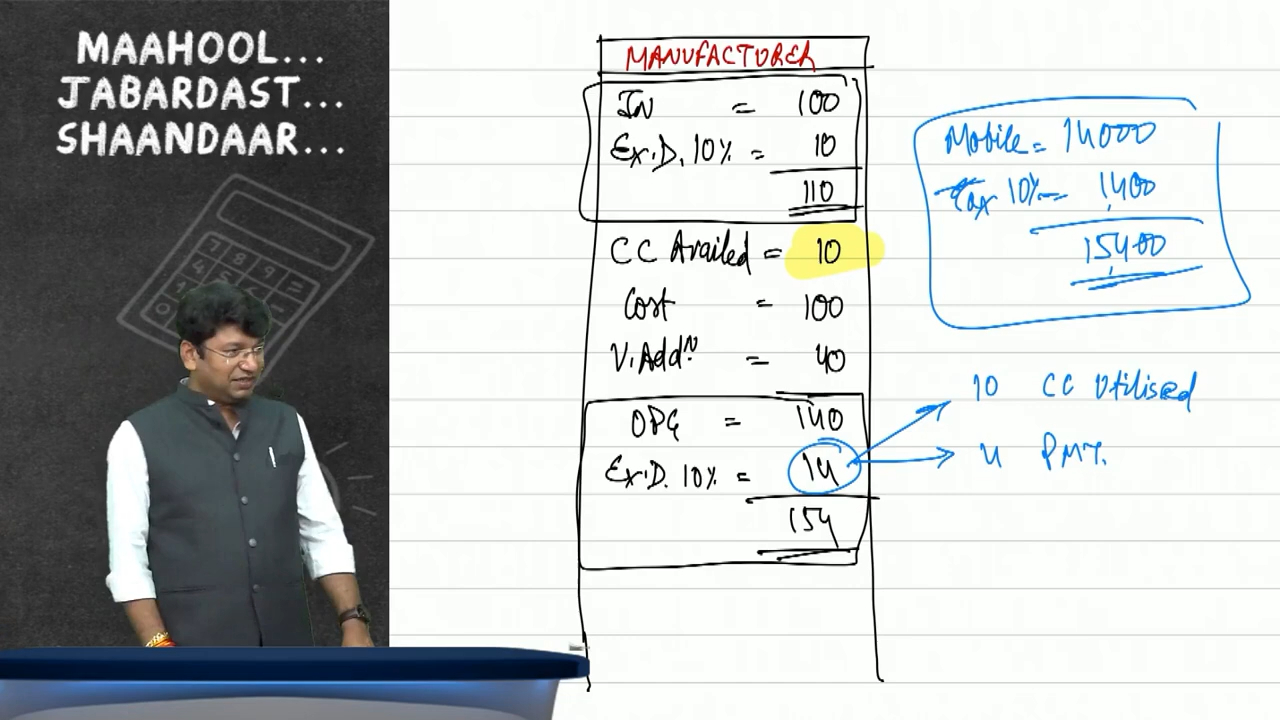 MAAHOOL...
JABARDAST...
SHAANDAAR...
MANUFACTURER
IN = 100
Ex.D. 10% = 10
110
CC Availed = 10
Cost = 100
V. Addn. = 40
OPG = 140
Ex.D. 10% = 14
154
Mobile = 14000
Tax 10% = 1400
15400
10 CC Utilised
4 PMT.